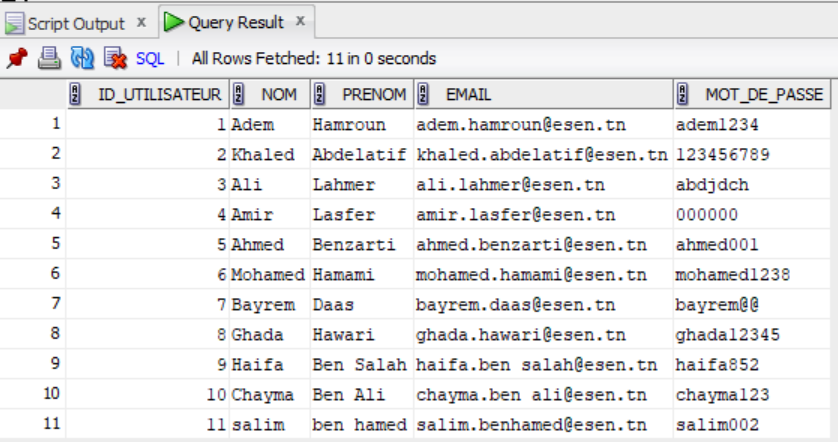 Script Output x Query Result x
SQL | All Rows Fetched: 11 in 0 seconds
ID_UTILISATEUR NOM PRENOM EMAIL MOT_DE_PASSE
1 1 Adem Hamroun adem.hamroun@esen.tn adem1234
2 2 Khaled Abdelatif khaled.abdelatif@esen.tn 123456789
3 3 Ali Lahmer ali.lahmer@esen.tn abdjdch
4 4 Amir Lasfer amir.lasfer@esen.tn 000000
5 5 Ahmed Benzarti ahmed.benzarti@esen.tn ahmed001
6 6 Mohamed Hamami mohamed.hamami@esen.tn mohamed1238
7 7 Bayrem Daas bayrem.daas@esen.tn bayrem@@
8 8 Ghada Hawari ghada.hawari@esen.tn ghada12345
9 9 Haifa Ben Salah haifa.ben salah@esen.tn haifa852
10 10 Chayma Ben Ali chayma.ben ali@esen.tn chayma123
11 11 salim ben hamed salim.benhamed@esen.tn salim002